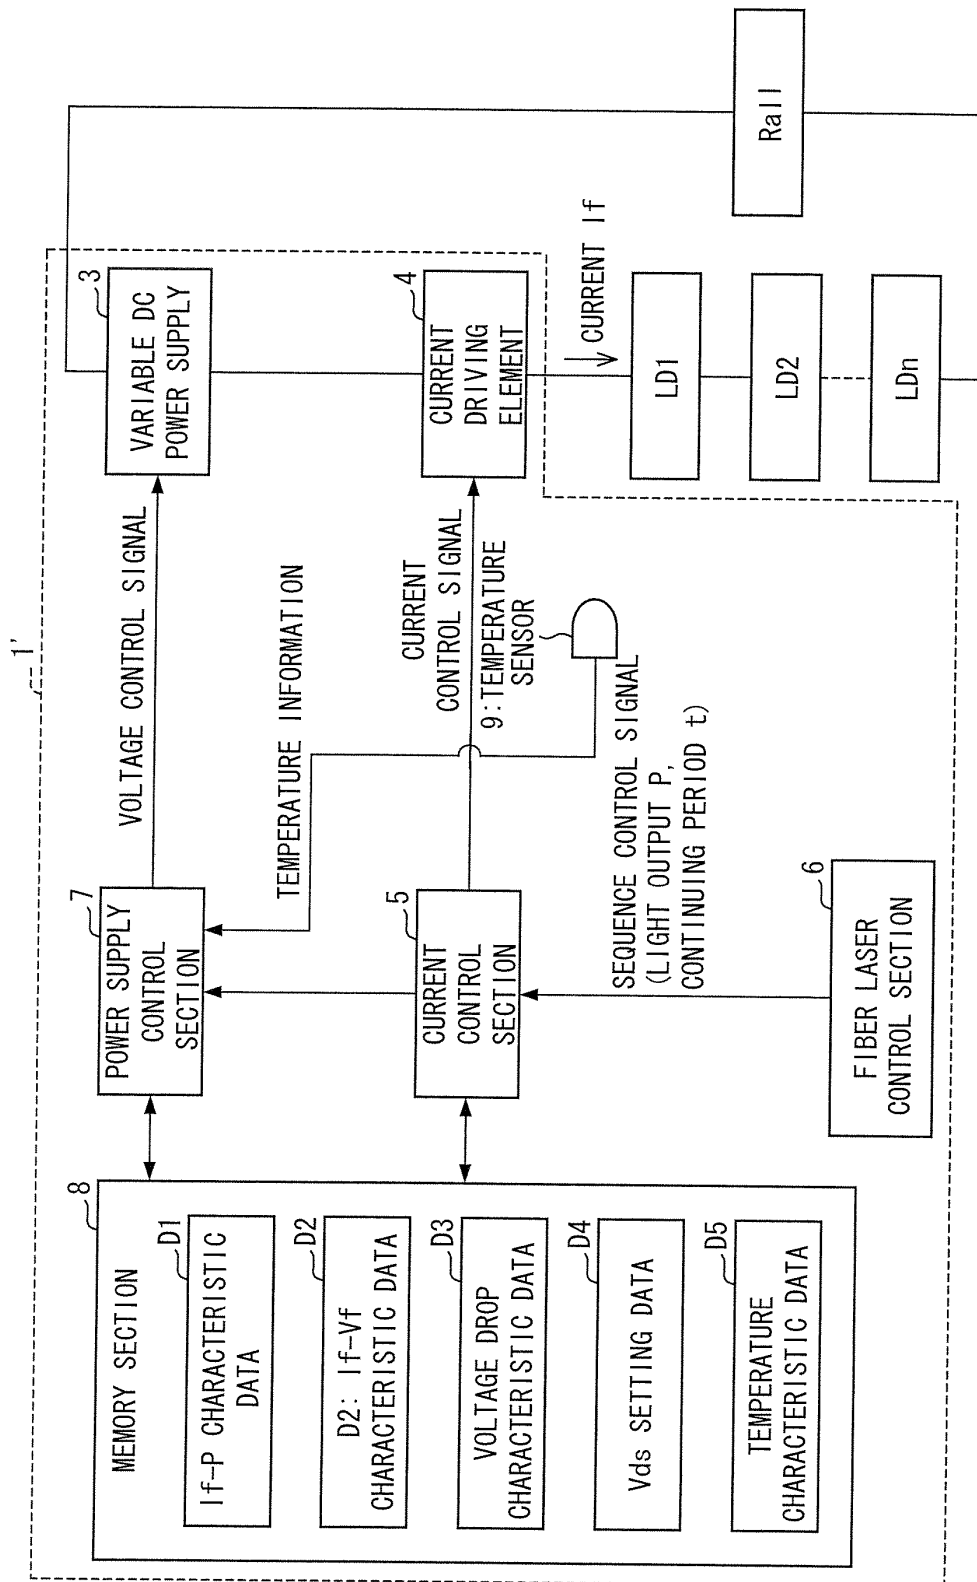 1'
8
MEMORY SECTION
D1
If-P CHARACTERISTIC
DATA
D2
D2: If-Vf
CHARACTERISTIC DATA
D3
VOLTAGE DROP
CHARACTERISTIC DATA
D4
Vds SETTING DATA
D5
TEMPERATURE
CHARACTERISTIC DATA
7
POWER SUPPLY
CONTROL
SECTION
VOLTAGE CONTROL SIGNAL
3
VARIABLE DC
POWER SUPPLY
TEMPERATURE INFORMATION
5
CURRENT
CONTROL
SECTION
CURRENT
CONTROL SIGNAL
4
CURRENT
DRIVING
ELEMENT
9:TEMPERATURE
SENSOR
SEQUENCE CONTROL SIGNAL
(LIGHT OUTPUT P,
CONTINUING PERIOD t)
6
FIBER LASER
CONTROL SECTION
CURRENT If
LD1
LD2
LDn
Rall